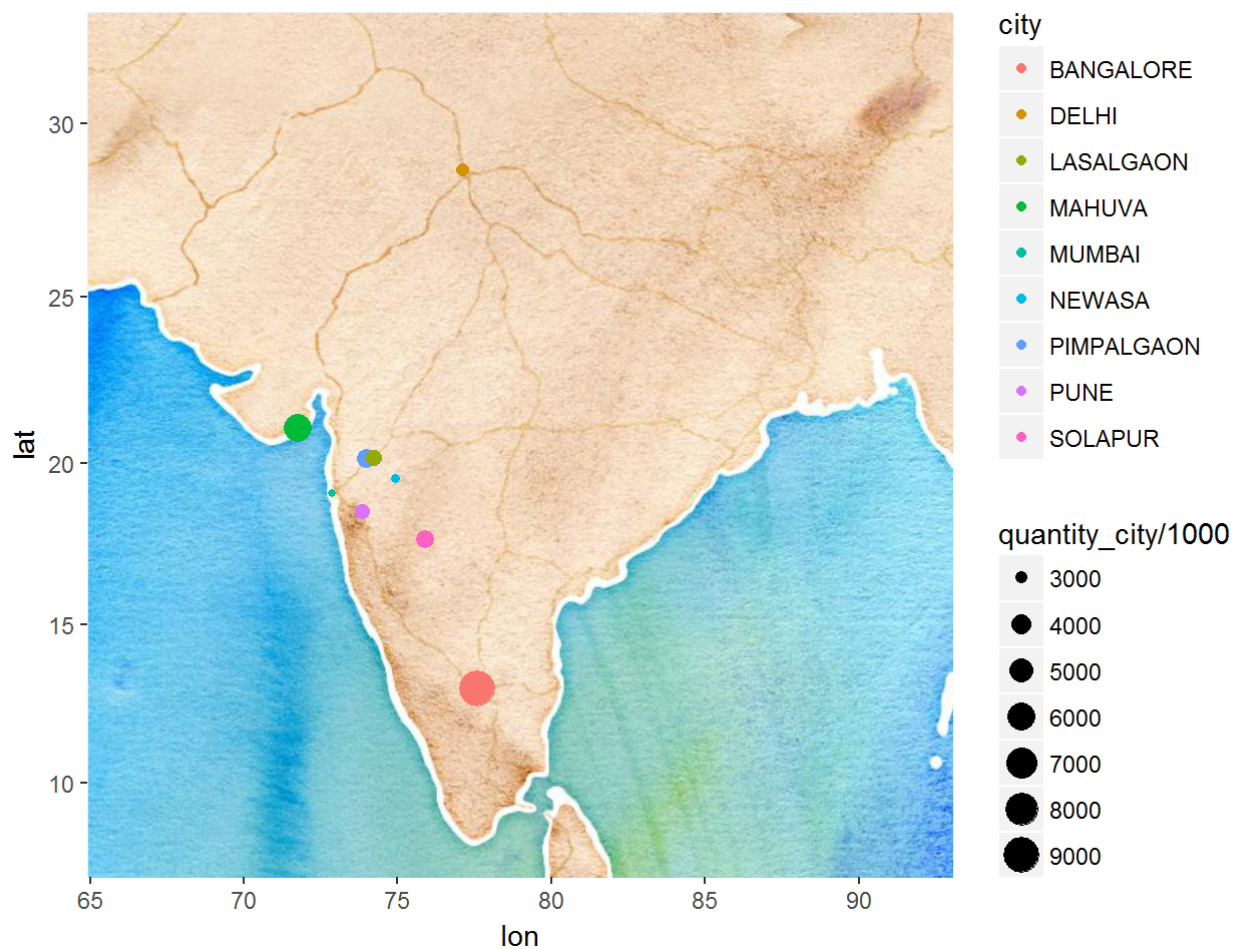 city
BANGALORE
DELHI
LASALGAON
MAHUVA
MUMBAI
NEWASA
PIMPALGAON
PUNE
SOLAPUR
quantity_city/1000
3000
4000
5000
6000
7000
8000
9000
lat
30
25
20
15
10
65 70 75 80 85 90
lon